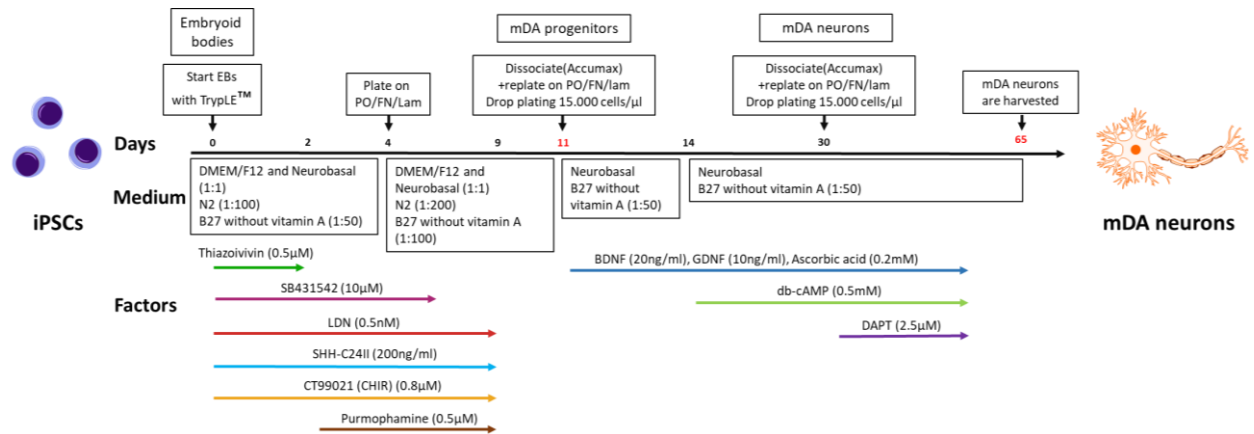 Embryoid
bodies
mDA progenitors
mDA neurons
Start EBs
with TrypLE™
Plate on
PO/FN/Lam
Dissociate(Accumax)
+replate on PO/FN/lam
Drop plating 15.000 cells/µl
Dissociate(Accumax)
+replate on PO/FN/lam
Drop plating 15.000 cells/µl
mDA neurons
are harvested
Days
0
2
4
9
11
14
30
65
Medium
DMEM/F12 and Neurobasal
(1:1)
N2 (1:100)
B27 without vitamin A (1:50)
DMEM/F12 and
Neurobasal (1:1)
N2 (1:200)
B27 without vitamin A
(1:100)
Neurobasal
B27 without
vitamin A (1:50)
Neurobasal
B27 without vitamin A (1:50)
iPSCs
mDA neurons
Factors
Thiazoivivin (0.5µM)
SB431542 (10µM)
LDN (0.5nM)
SHH-C24II (200ng/ml)
CT99021 (CHIR) (0.8µM)
Purmophamine (0.5µM)
BDNF (20ng/ml), GDNF (10ng/ml), Ascorbic acid (0.2mM)
db-cAMP (0.5mM)
DAPT (2.5µM)